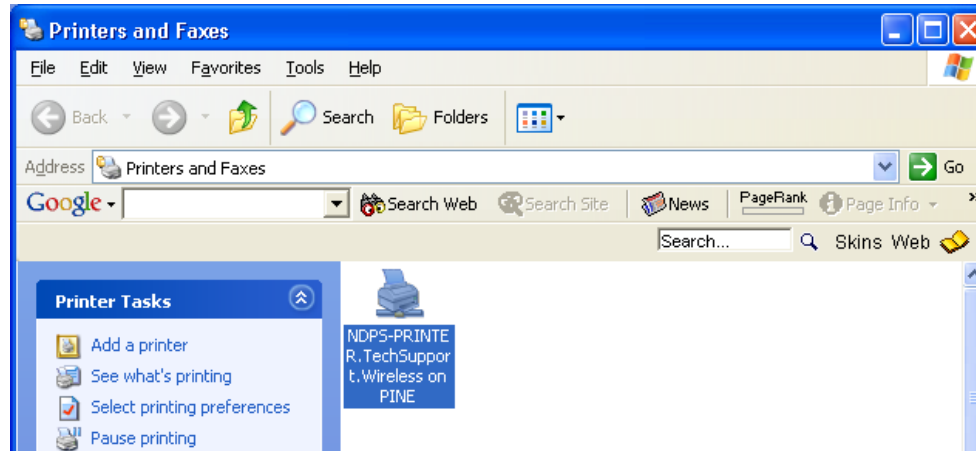 Printers and Faxes
File Edit View Favorites Tools Help
Back Search Folders
Address Printers and Faxes Go
Google Search Web Search Site News PageRank Page Info »
Search... Skins Web
Printer Tasks
Add a printer
See what's printing
Select printing preferences
Pause printing
NDPS-PRINTE
R.TechSuppor
t.Wireless on
PINE